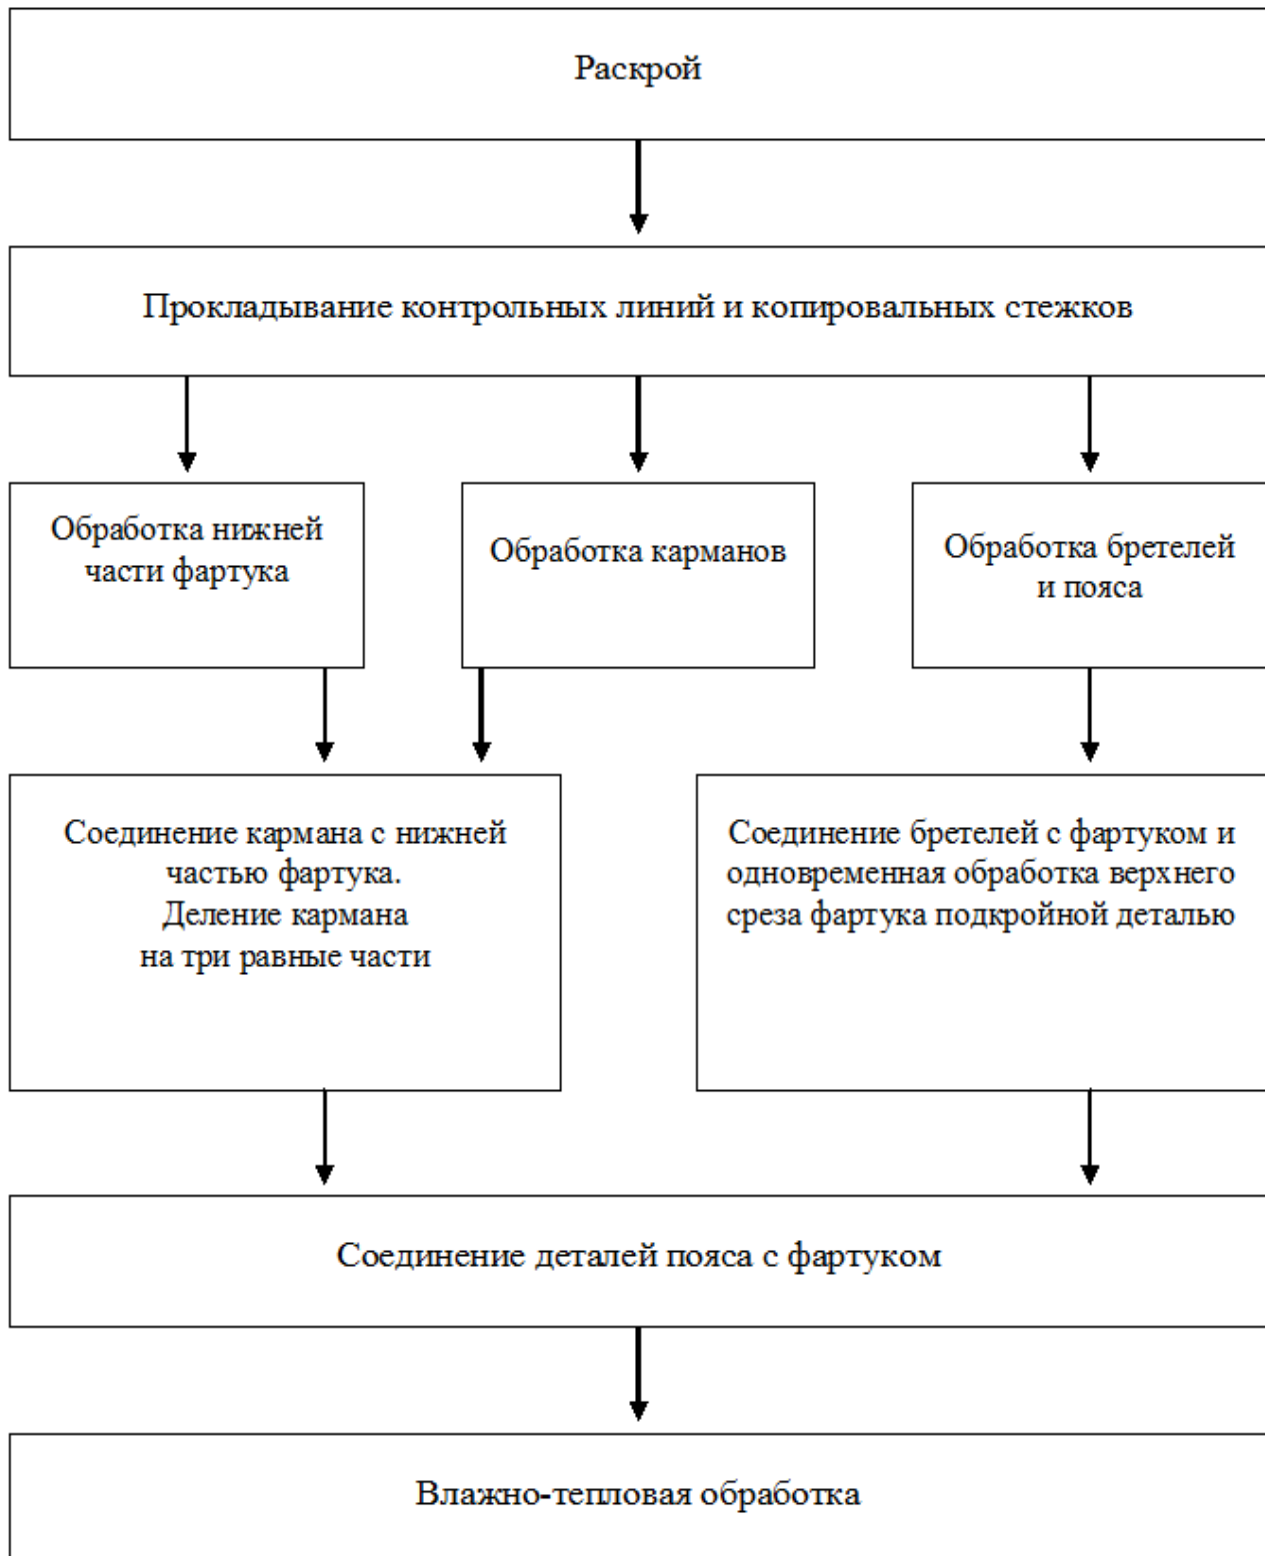 Раскрой
Прокладывание контрольных линий и копировальных стежков
Обработка нижней
части фартука
Обработка карманов
Обработка бретелей
и пояса
Соединение кармана с нижней
частью фартука.
Деление кармана
на три равные части
Соединение бретелей с фартуком и
одновременная обработка верхнего
среза фартука подкройной деталью
Соединение деталей пояса с фартуком
Влажно-тепловая обработка